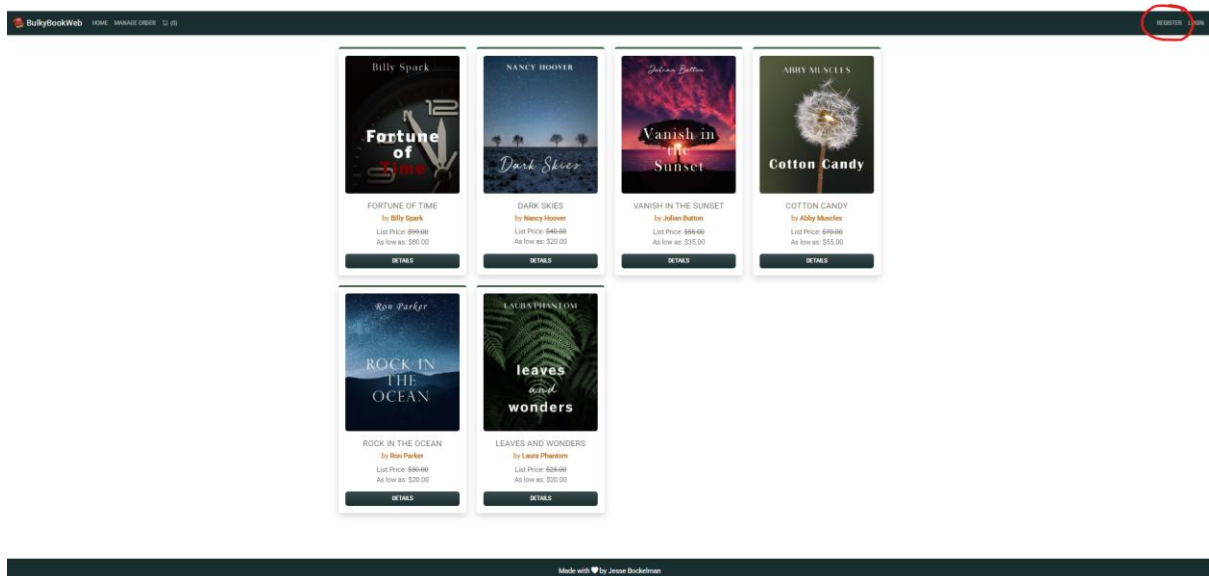 BulkyBookWeb HOME MANAGE ORDER (0) REGISTER LOGIN
Billy Spark
12
Fortune
of
Time
FORTUNE OF TIME
by Billy Spark
List Price: $99.00
As low as: $80.00
DETAILS
NANCY HOOVER
Dark Skies
DARK SKIES
by Nancy Hoover
List Price: $40.00
As low as: $20.00
DETAILS
Julian Button
Vanish in
the
Sunset
VANISH IN THE SUNSET
by Julian Button
List Price: $55.00
As low as: $35.00
DETAILS
ABBY MUSCLES
Cotton Candy
COTTON CANDY
by Abby Muscles
List Price: $70.00
As low as: $55.00
DETAILS
Ron Parker
ROCK IN
THE
OCEAN
ROCK IN THE OCEAN
by Ron Parker
List Price: $30.00
As low as: $20.00
DETAILS
LAURA PHANTOM
leaves
and
wonders
LEAVES AND WONDERS
by Laura Phantom
List Price: $25.00
As low as: $20.00
DETAILS
Made with by Jesse Bockelman